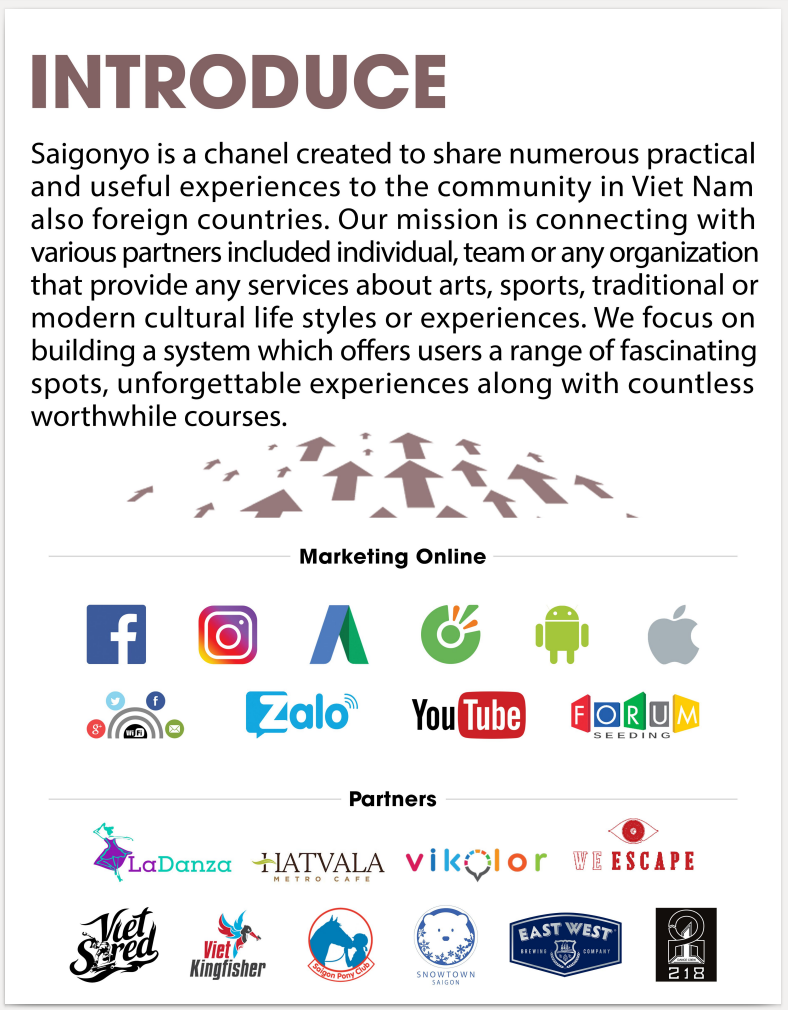 INTRODUCE
Saigonyo is a chanel created to share numerous practical
and useful experiences to the community in Viet Nam
also foreign countries. Our mission is connecting with
various partners included individual, team or any organization
that provide any services about arts, sports, traditional or
modern cultural life styles or experiences. We focus on
building a system which offers users a range of fascinating
spots, unforgettable experiences along with countless
worthwhile courses.
Marketing Online
g+ f WiFi
Zalo
YouTube
FORUM
SEEDING
Partners
LaDanza
HATVALA
METRO CAFE
vikolor
WE ESCAPE
Viet
Kingfisher
Saigon Pony Club
SNOWTOWN
SAIGON
EAST WEST
BREWING COMPANY
218